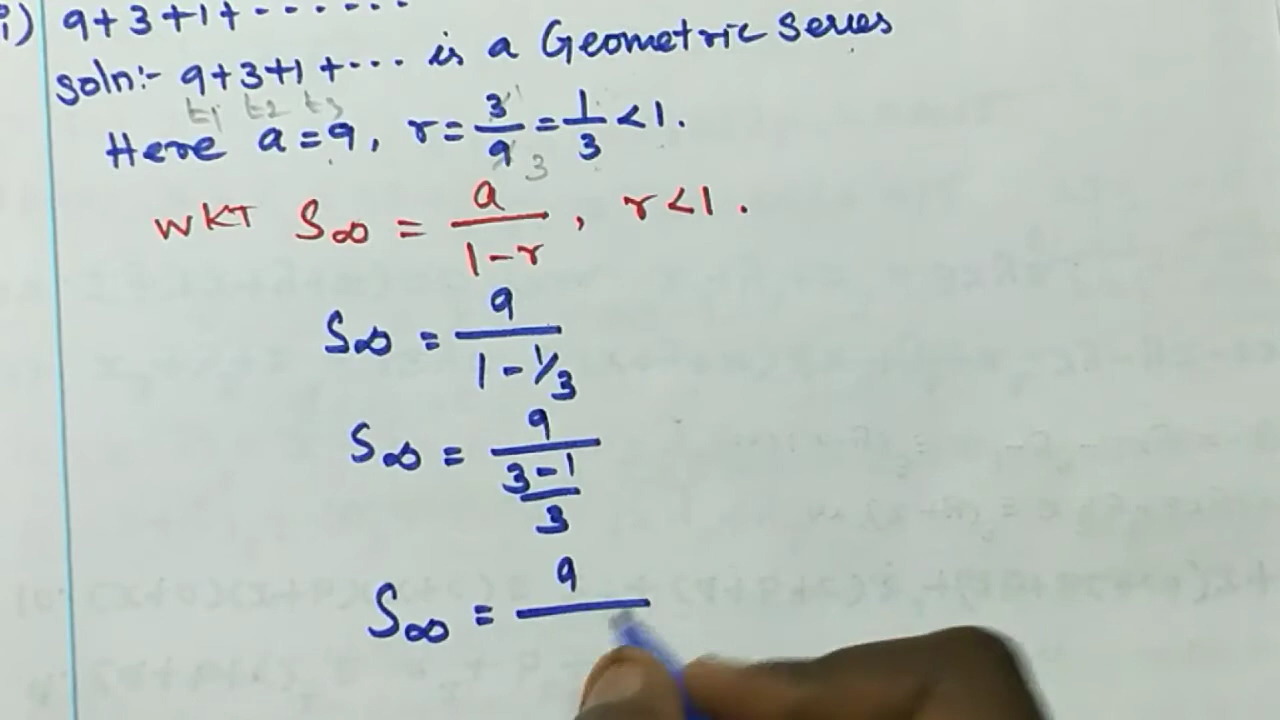 i) 9+3+1+.......
Soln:- 9+3+1+... is a Geometric Series
t1 t2 t3
Here a=9, r=3/9=1/3<1.
1
3
WKT S∞ = a/(1-r), r<1.
S∞ = 9/(1-1/3)
S∞ = 9/((3-1)/3)
S∞ = 9/